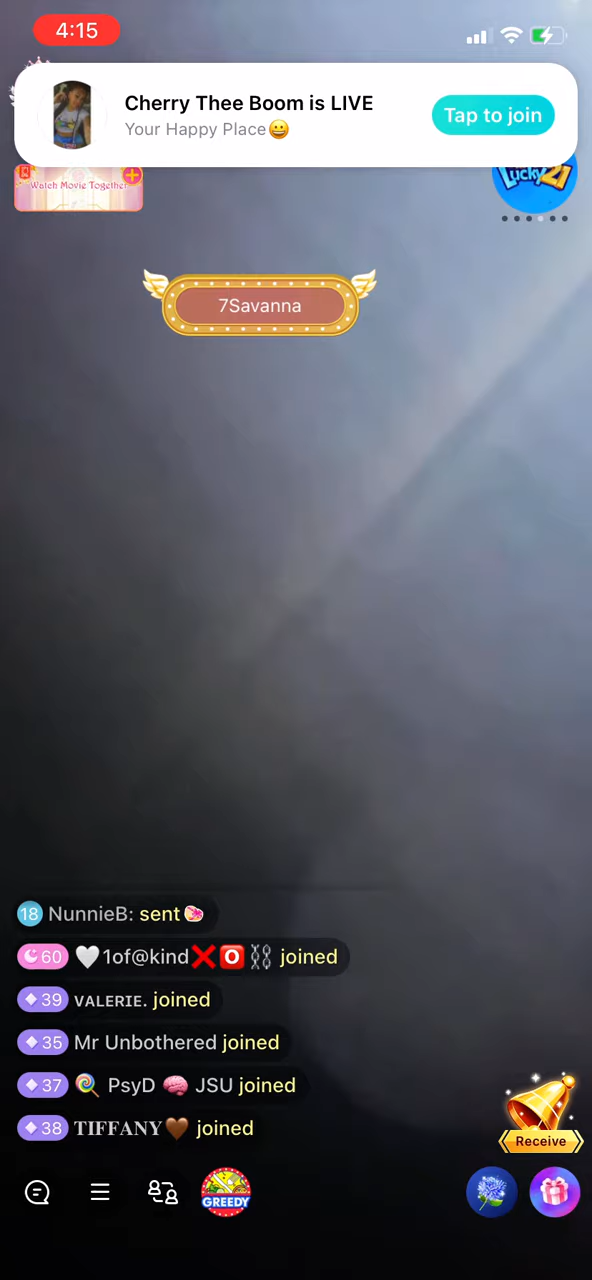 4:15
Cherry Thee Boom is LIVE
Your Happy Place😀
Tap to join
Watch Movie Together
Lucky 21
7Savanna
18 NunnieB: sent
60 🤍1of@kind❌🅾️⛓️ joined
39 ᴠᴀʟᴇʀɪᴇ. joined
35 Mr Unbothered joined
37 🍭 PsyD 🧠 JSU joined
38 𝐓𝐈𝐅𝐅𝐀𝐍𝐘🤎 joined
Receive
GREEDY